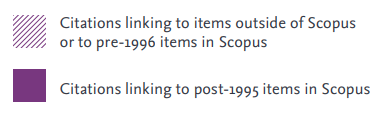 Citations linking to items outside of Scopus
or to pre-1996 items in Scopus
Citations linking to post-1995 items in Scopus